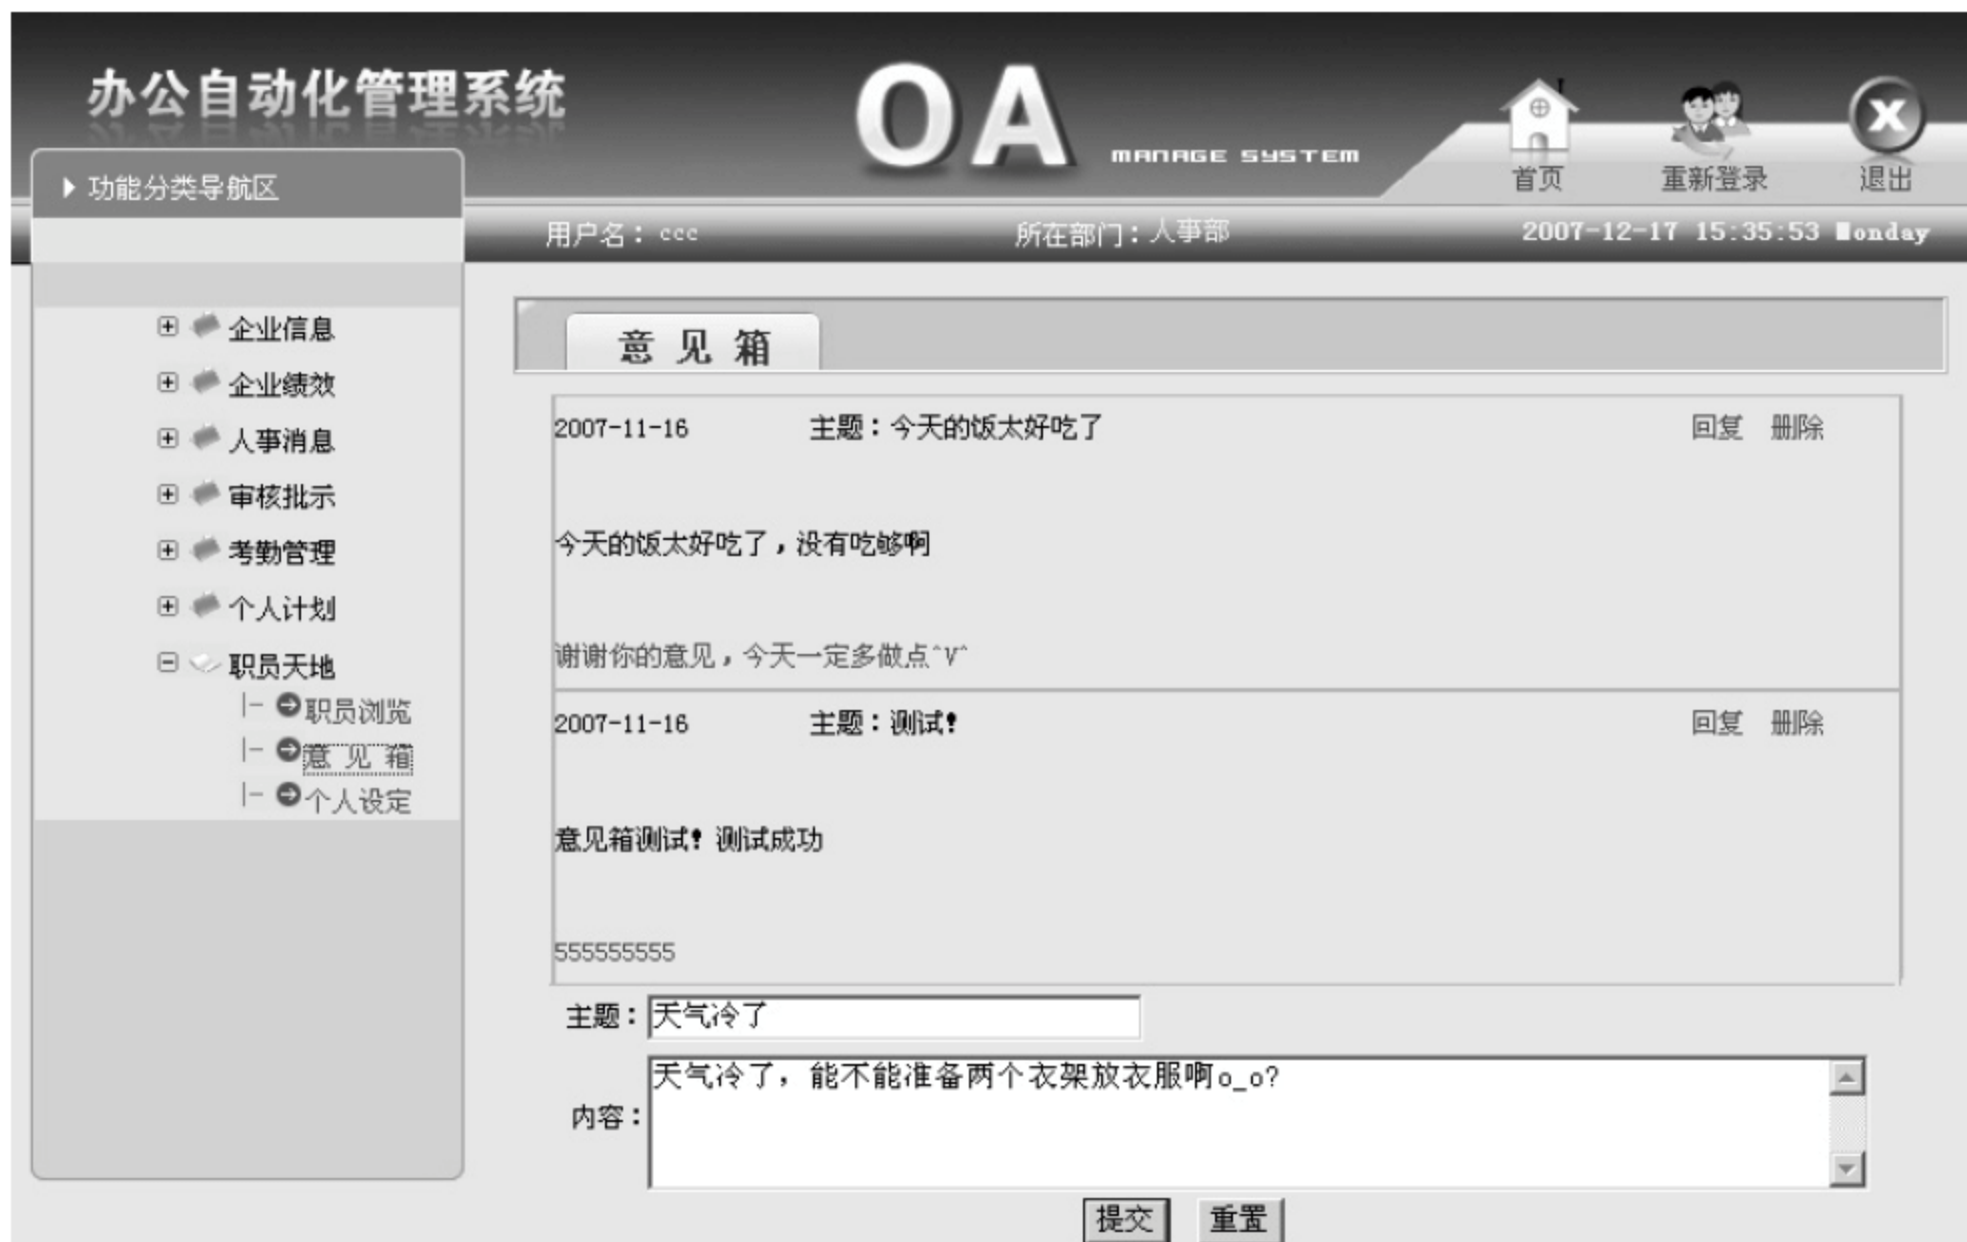 办公自动化管理系统
OA MANAGE SYSTEM
首页 重新登录 退出
功能分类导航区
用户名：ccc 所在部门：人事部 2007-12-17 15:35:53 Monday
企业信息
企业绩效
人事消息
审核批示
考勤管理
个人计划
职员天地
职员浏览
意 见 箱
个人设定
意 见 箱
2007-11-16 主题：今天的饭太好吃了 回复 删除
今天的饭太好吃了，没有吃够啊
谢谢你的意见，今天一定多做点^V^
2007-11-16 主题：测试！ 回复 删除
意见箱测试！测试成功
555555555
主题：天气冷了
内容：天气冷了，能不能准备两个衣架放衣服啊o_o?
提交 重置